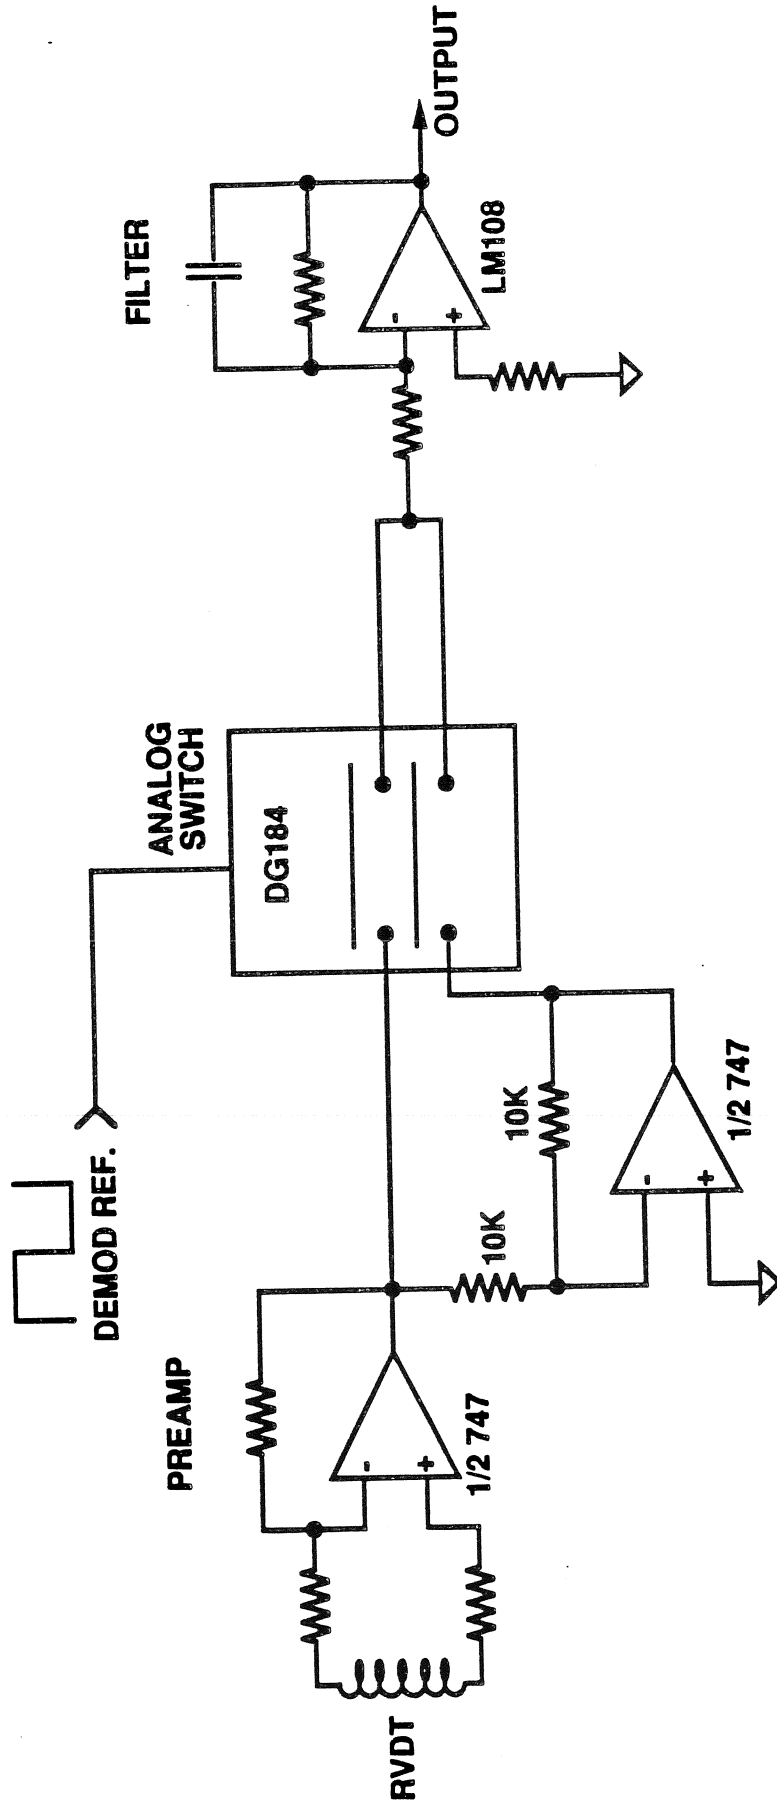 DEMOD REF.
PREAMP
RVDT
-
+
1/2 747
10K
10K
-
+
1/2 747
ANALOG
SWITCH
DG184
FILTER
-
+
LM108
OUTPUT